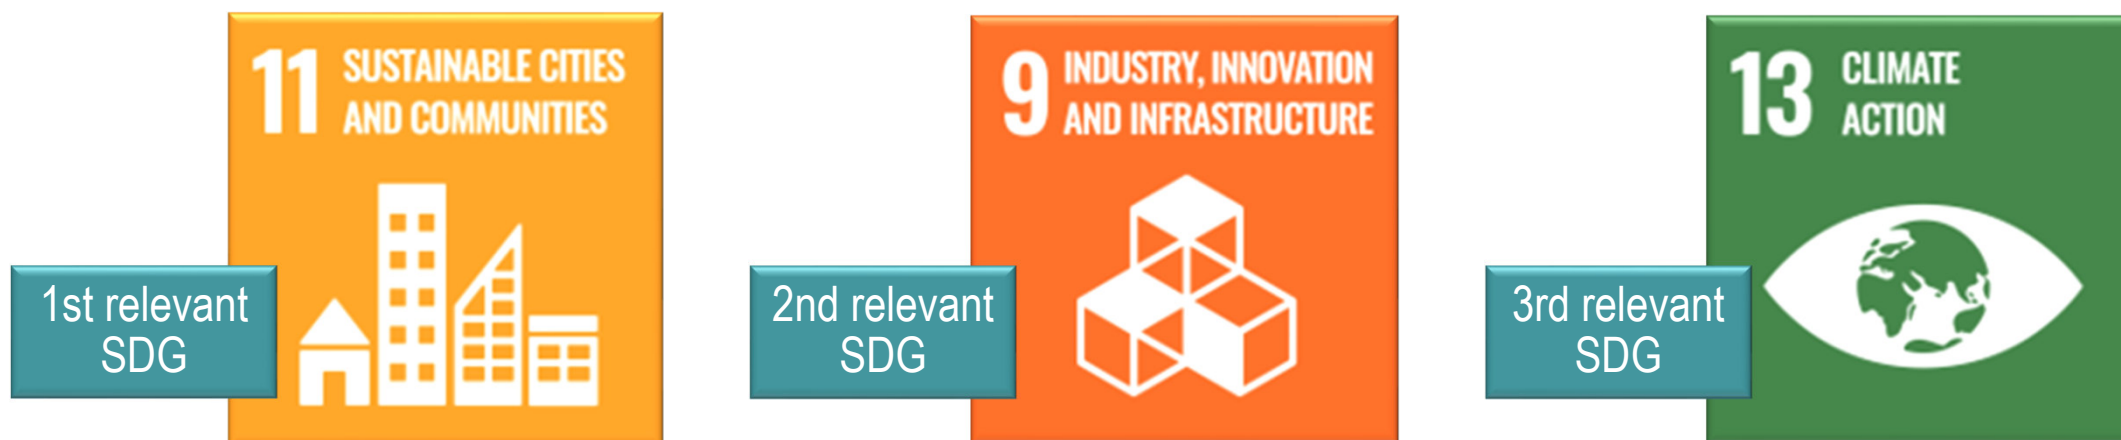 11 SUSTAINABLE CITIES
AND COMMUNITIES
1st relevant
SDG
9 INDUSTRY, INNOVATION
AND INFRASTRUCTURE
2nd relevant
SDG
13 CLIMATE
ACTION
3rd relevant
SDG